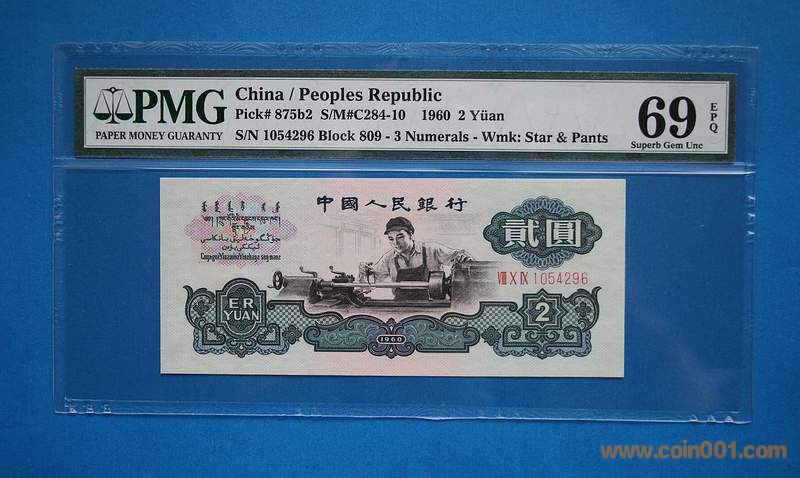 PMG
PAPER MONEY GUARANTY
China / Peoples Republic
Pick# 875b2 S/M#C284-10 1960 2 Yüan
S/N 1054296 Block 809 - 3 Numerals - Wmk: Star & Pants
69
EPQ
Superb Gem Unc
中國人民銀行
貳圓
VIII X IX 1054296
ER
YUAN
2
1960
www.coin001.com